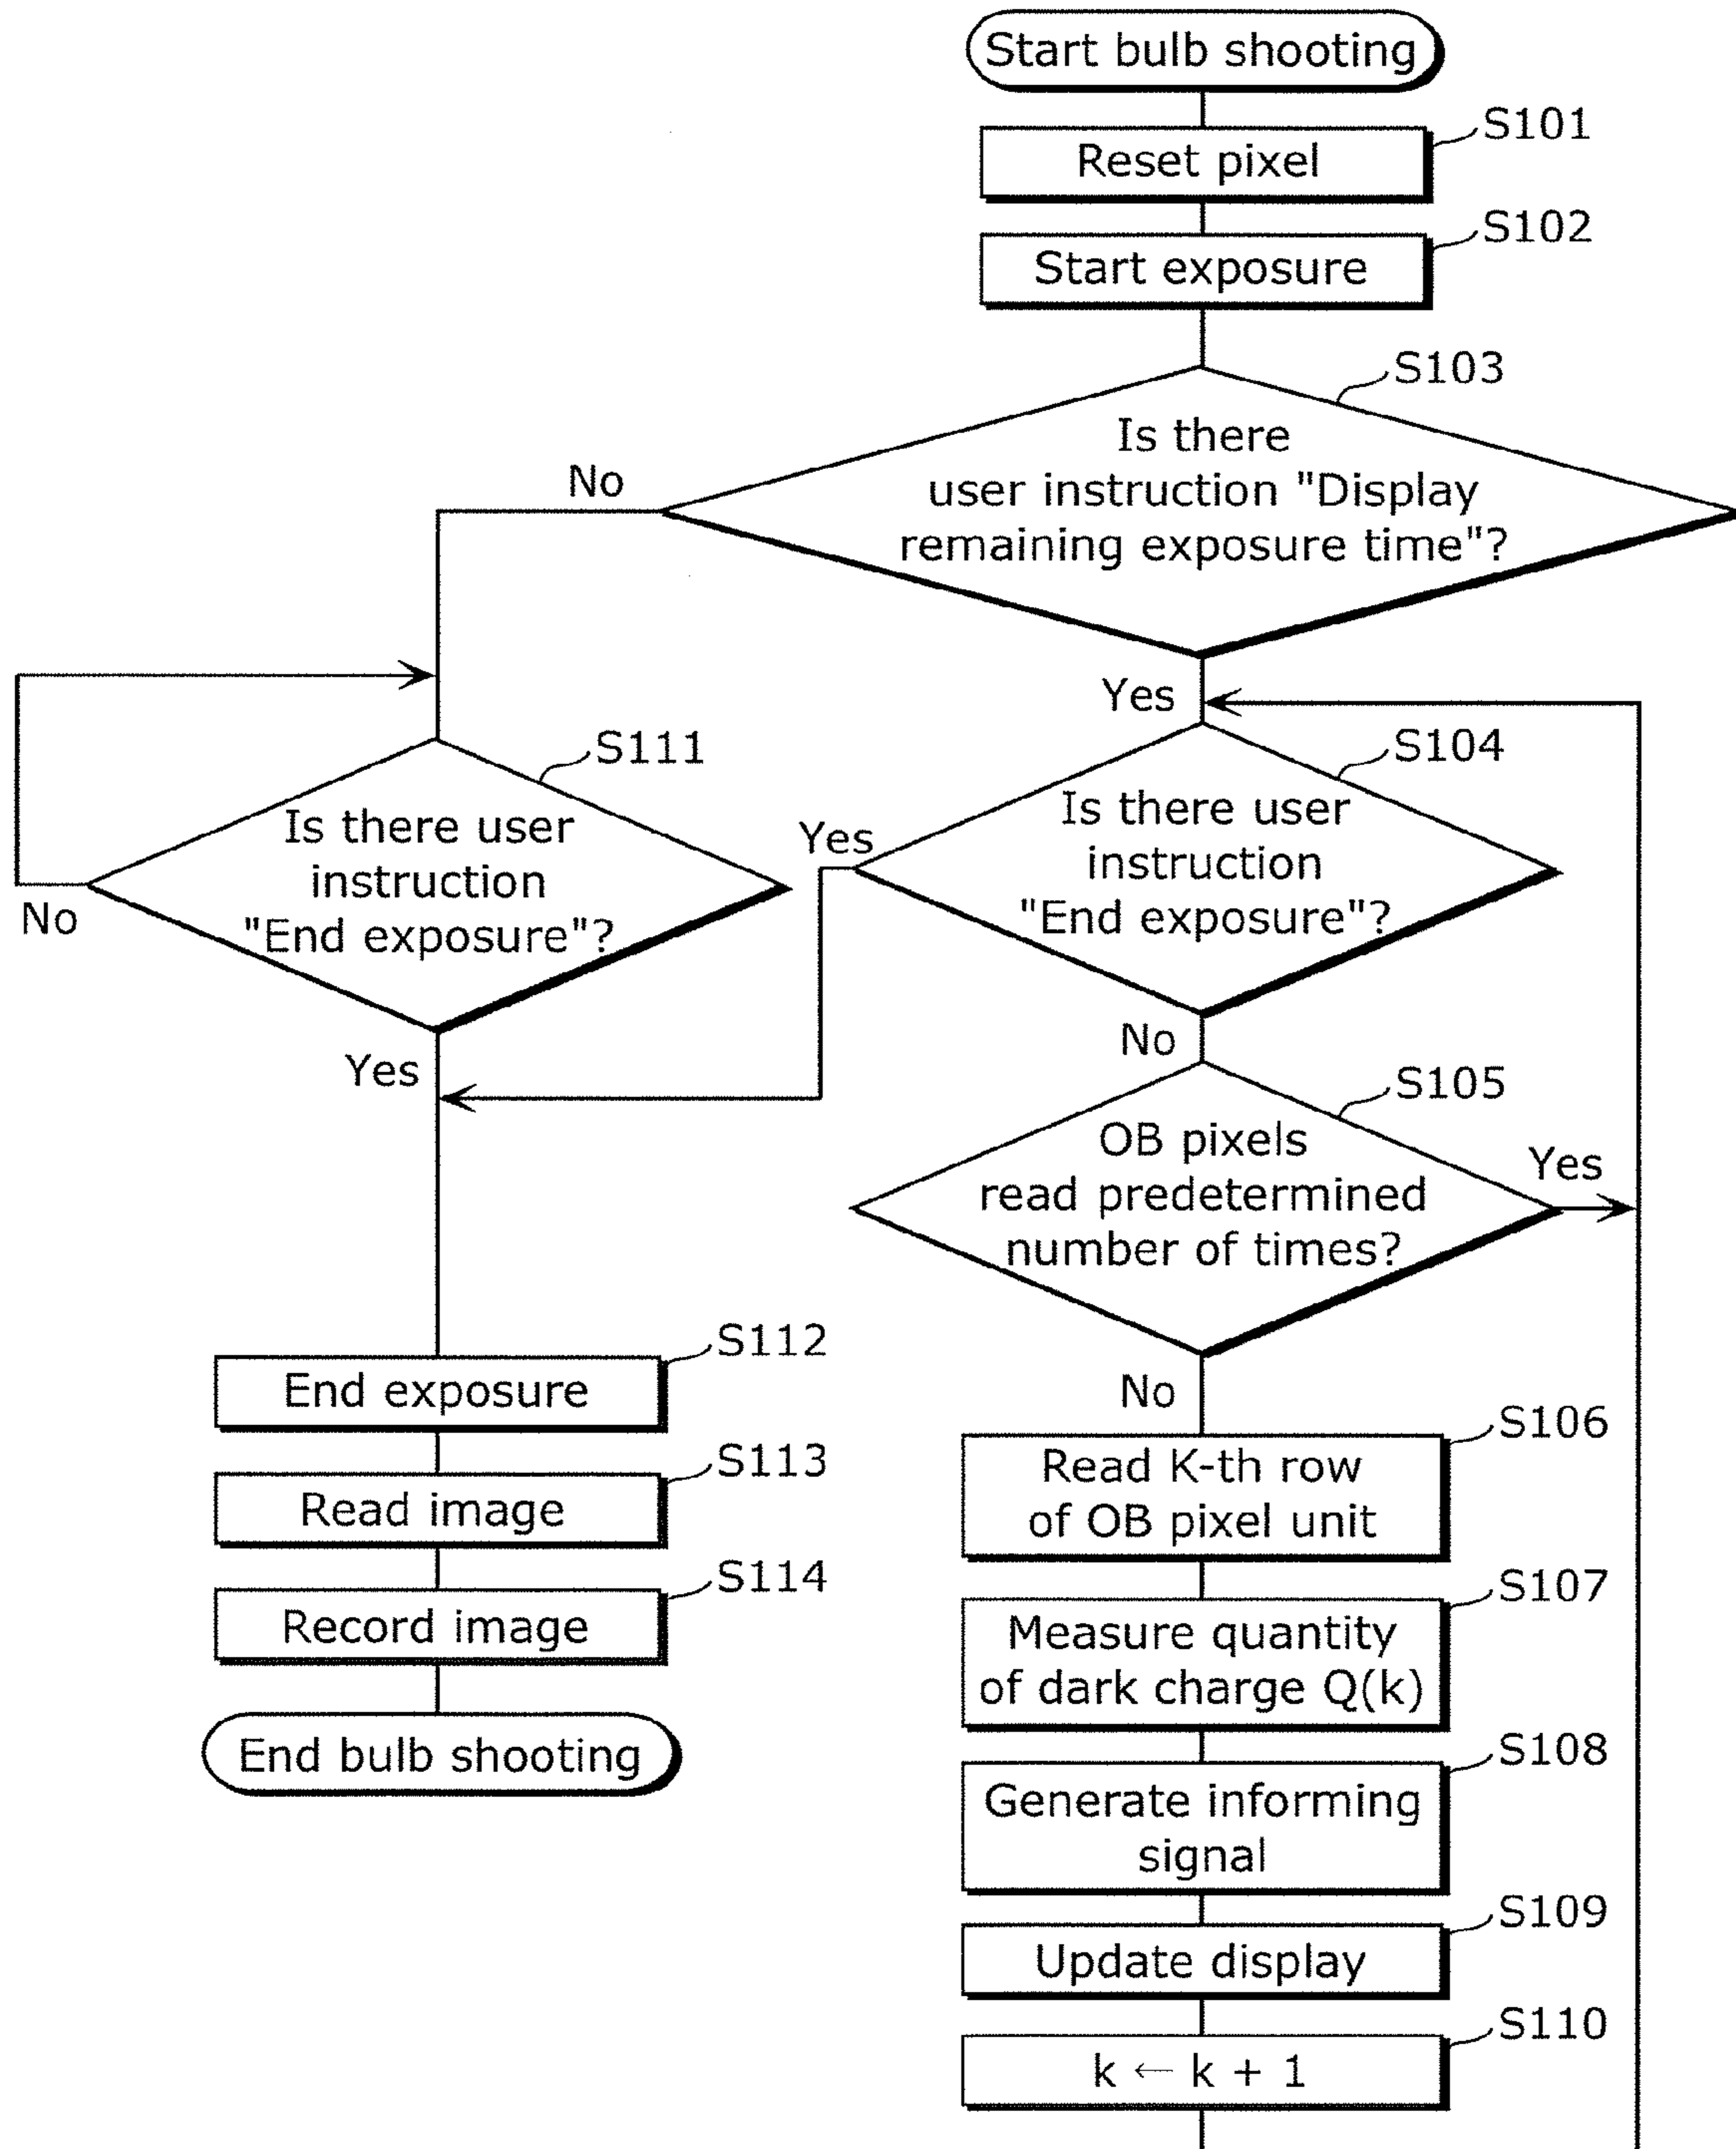 Start bulb shooting
S101
Reset pixel
S102
Start exposure
S103
Is there
user instruction "Display
remaining exposure time"?
No
Yes
S104
Is there user
instruction
"End exposure"?
Yes
No
S111
Is there user
instruction
"End exposure"?
No
Yes
S105
OB pixels
read predetermined
number of times?
Yes
No
S106
Read K-th row
of OB pixel unit
S107
Measure quantity
of dark charge Q(k)
S108
Generate informing
signal
S109
Update display
S110
k ← k + 1
S112
End exposure
S113
Read image
S114
Record image
End bulb shooting